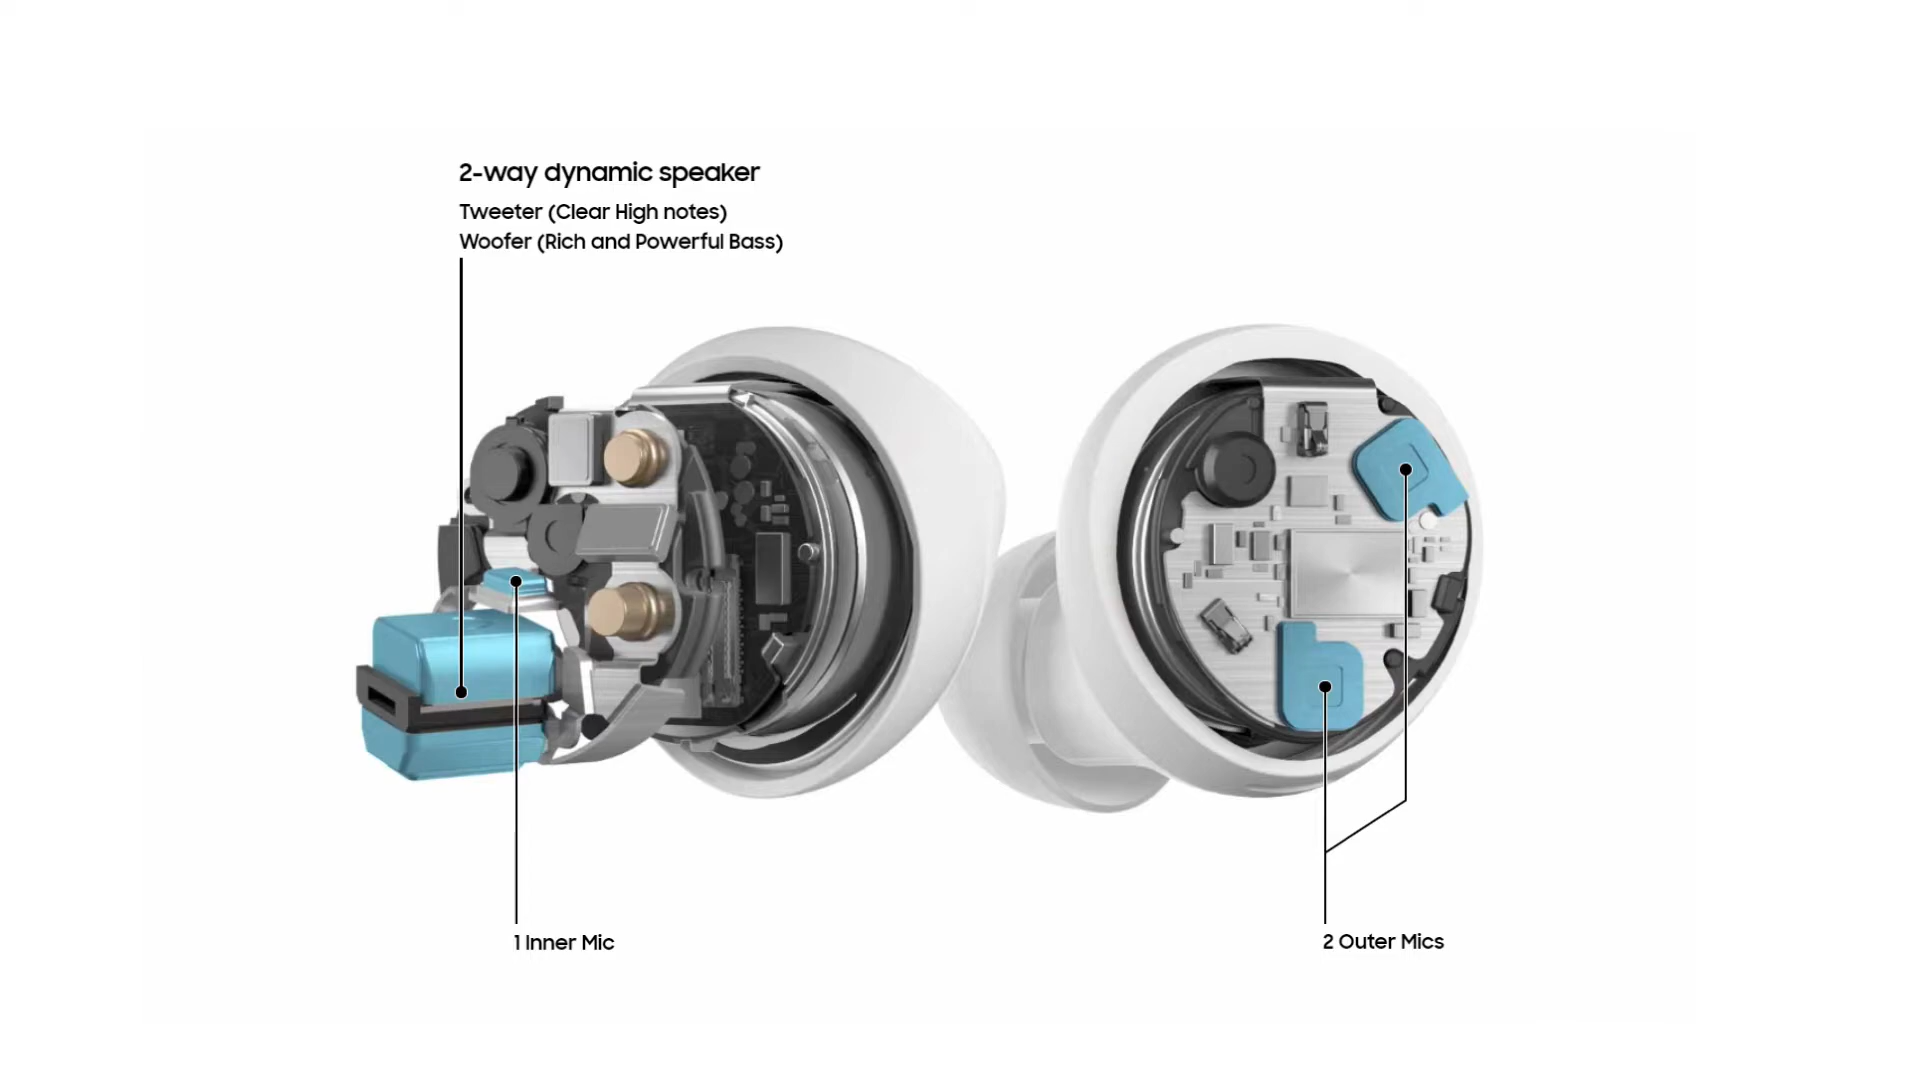 2-way dynamic speaker
Tweeter (Clear High notes)
Woofer (Rich and Powerful Bass)
1 Inner Mic
2 Outer Mics